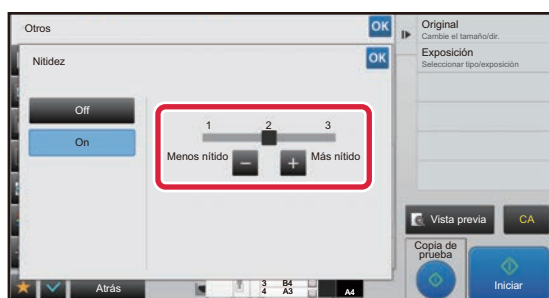 Otros
OK
Nitidez
OK
Off
On
1 2 3
Menos nítido
Más nítido
Original
Cambie el tamaño/dir.
Exposición
Seleccionar tipo/exposición
Vista previa
CA
Copia de
prueba
Iniciar
Atrás
3 B4
4 A3
A4